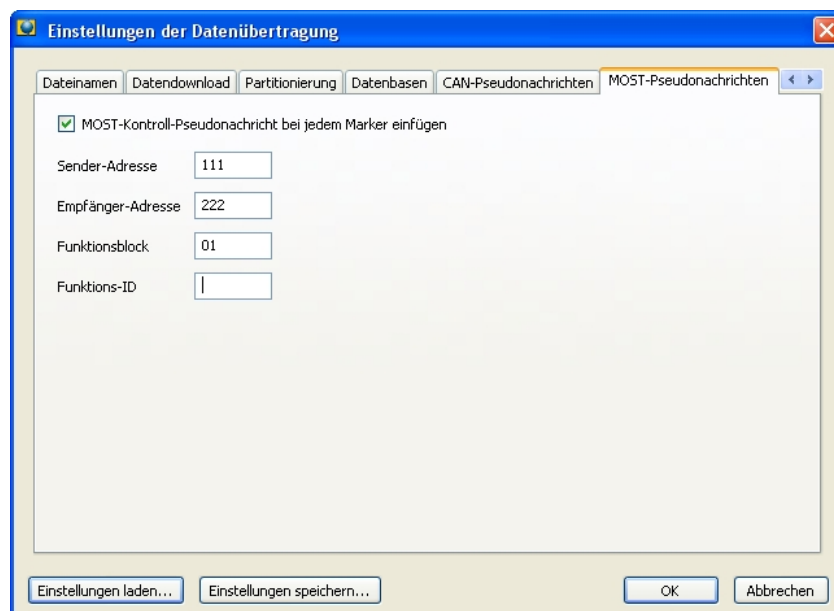 Einstellungen der Datenübertragung
Dateinamen Datendownload Partitionierung Datenbasen CAN-Pseudonachrichten MOST-Pseudonachrichten
MOST-Kontroll-Pseudonachricht bei jedem Marker einfügen
Sender-Adresse 111
Empfänger-Adresse 222
Funktionsblock 01
Funktions-ID
Einstellungen laden... Einstellungen speichern... OK Abbrechen